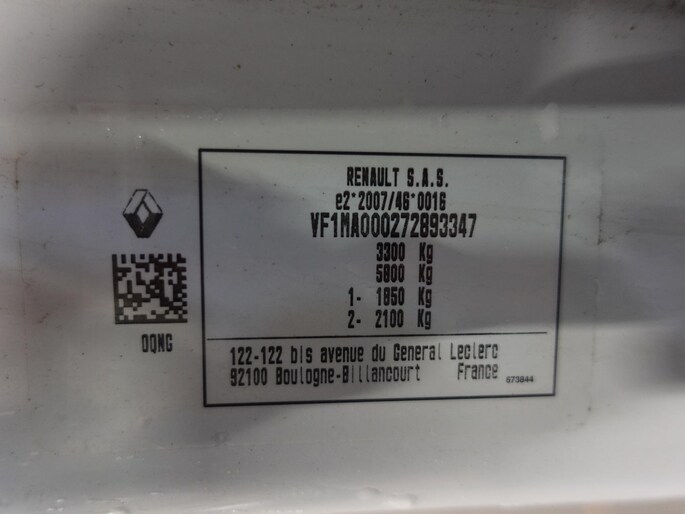 RENAULT S.A.S.
e2*2007/46*0016
VF1MA000272893347
3300 Kg
5800 Kg
1- 1850 Kg
2- 2100 Kg
DQNG
122-122 bis avenue du General Leclerc
92100 Boulogne-Billancourt France
673844